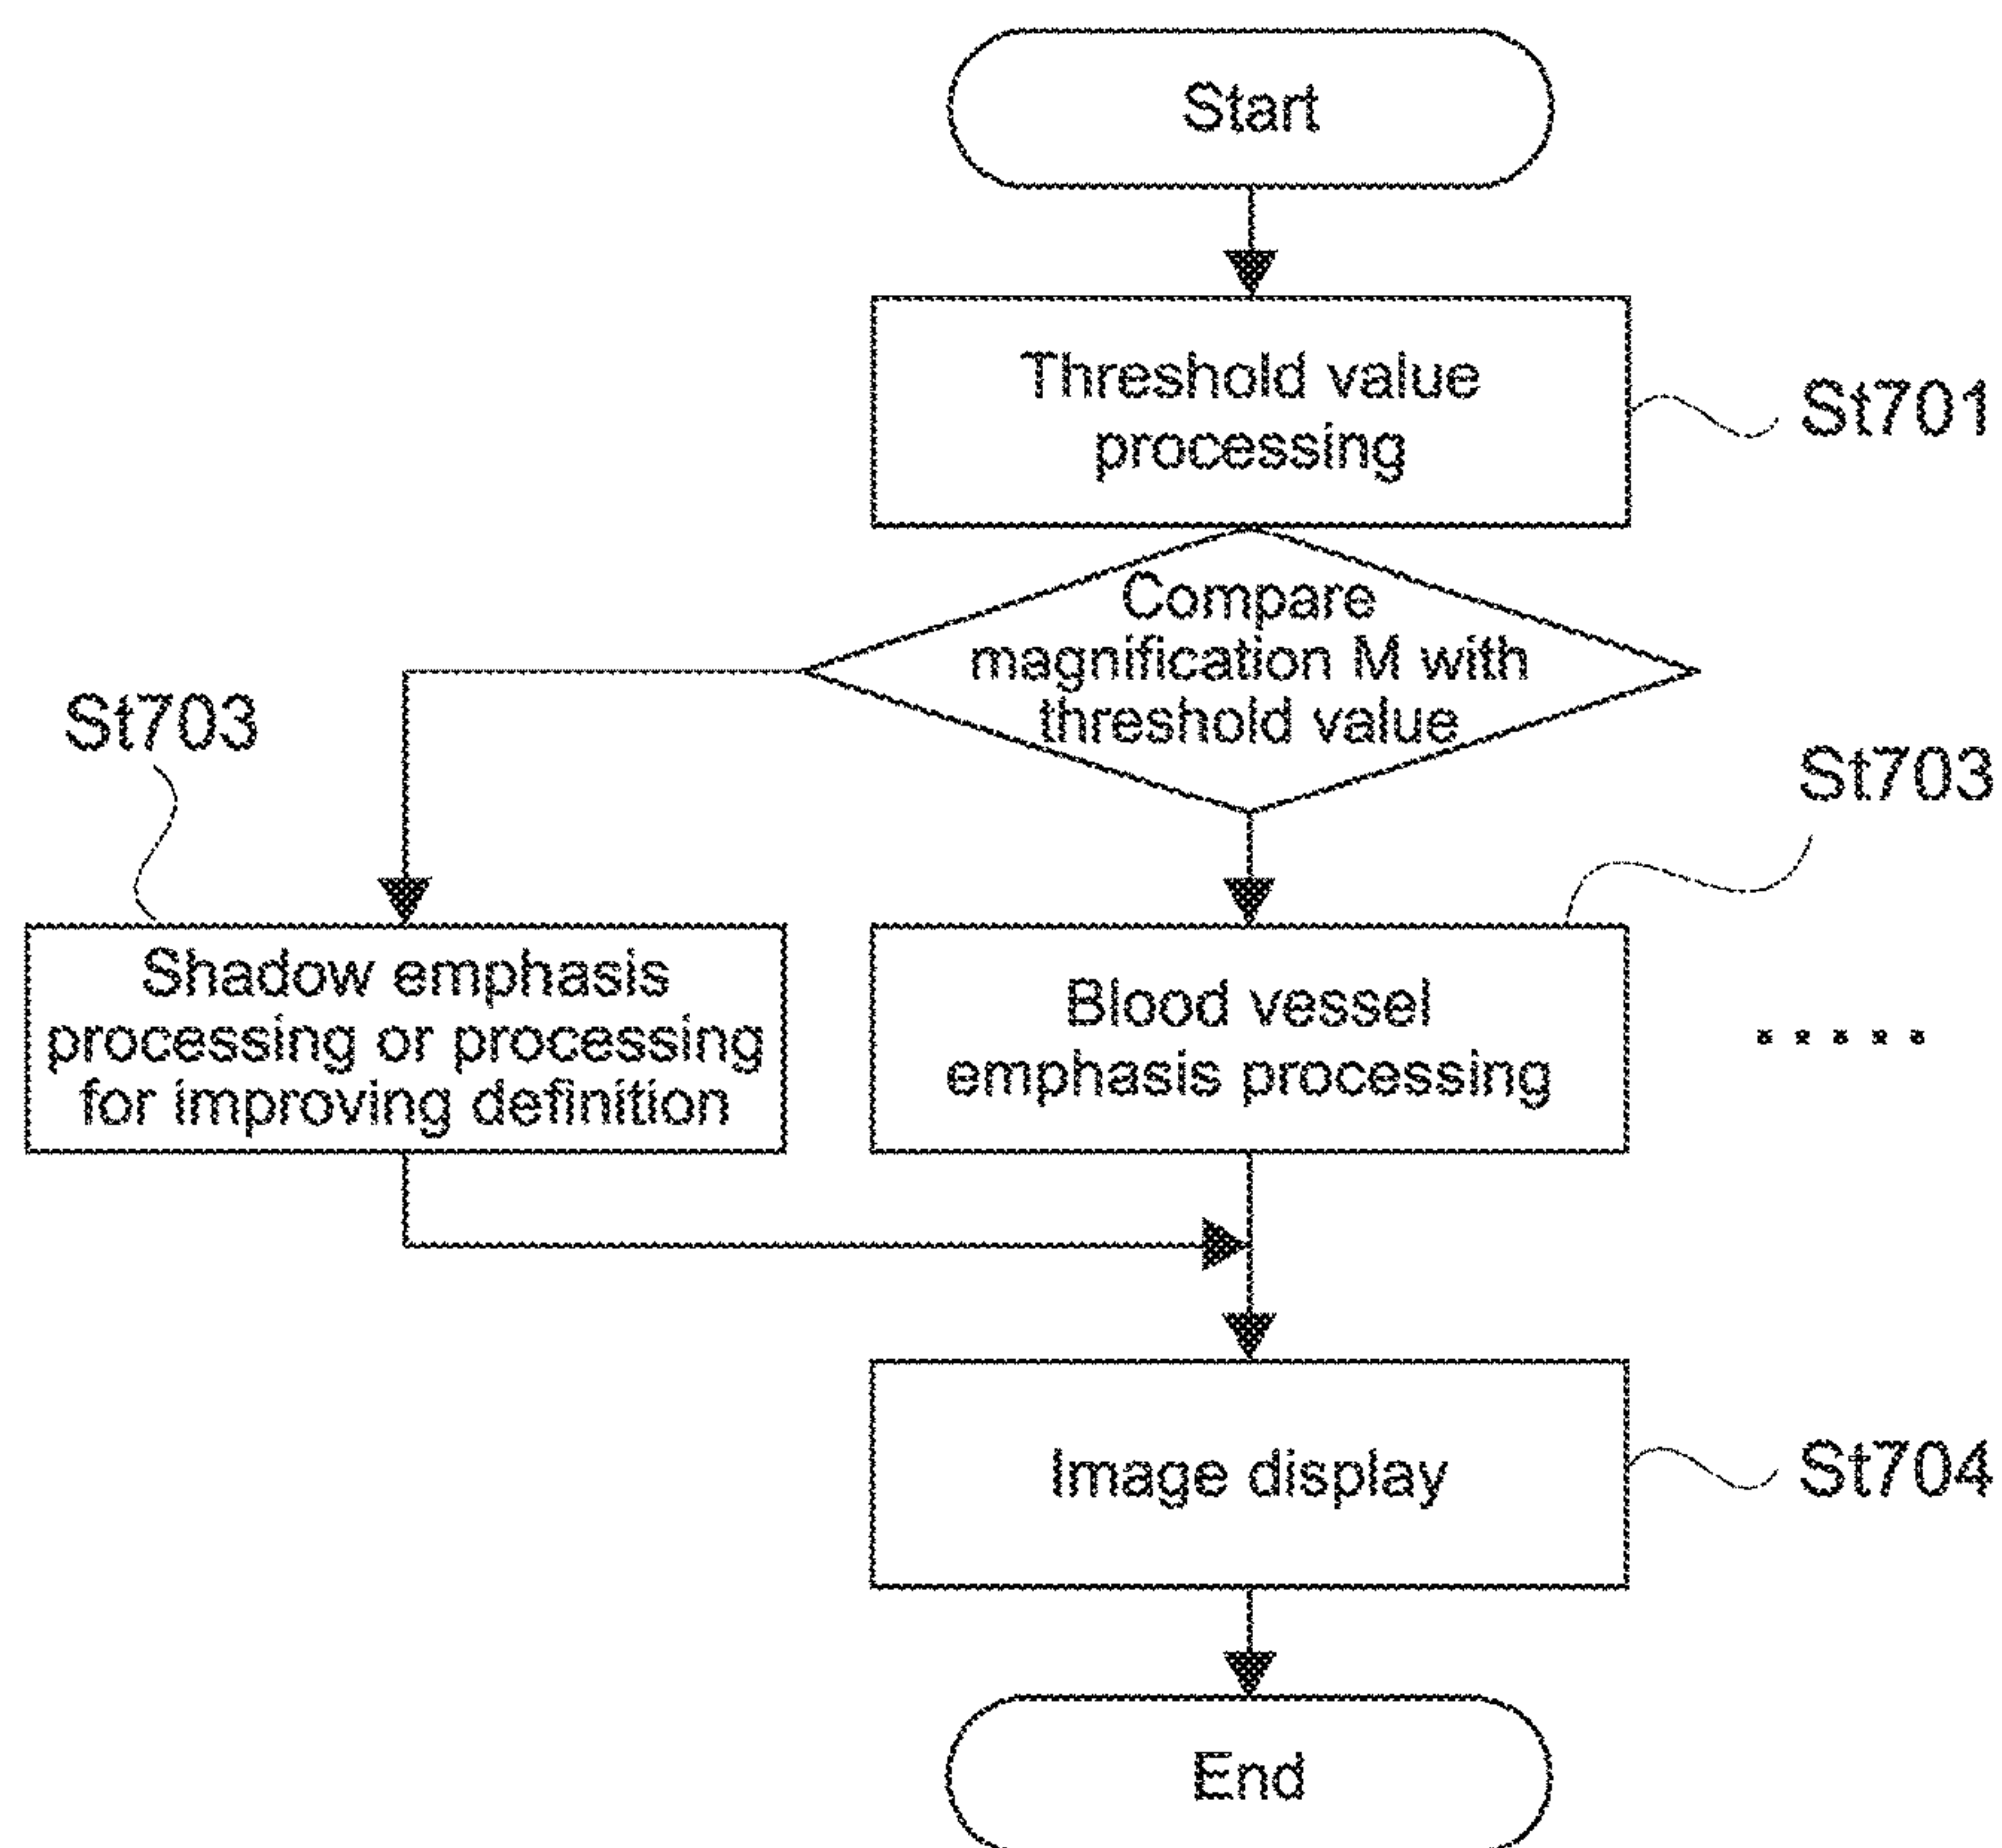 Start
Threshold value
processing
St701
Compare
magnification M with
threshold value
St703
St703
Shadow emphasis
processing or processing
for improving definition
Blood vessel
emphasis processing
.....
Image display
St704
End